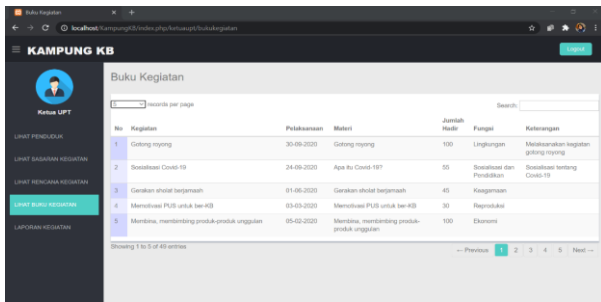 Buku Kegiatan
localhost/KampungKB/index.php/ketuaupt/bukukegiatan
KAMPUNG KB
Logout
Ketua UPT
LIHAT PENDUDUK
LIHAT SASARAN KEGIATAN
LIHAT RENCANA KEGIATAN
LIHAT BUKU KEGIATAN
LAPORAN KEGIATAN
Buku Kegiatan
5 records per page
Search:
No Kegiatan Pelaksanaan Materi Jumlah Hadir Fungsi Keterangan
1 Gotong royong 30-09-2020 Gotong royong 100 Lingkungan Melaksanakan kegiatan gotong royong
2 Sosialisasi Covid-19 24-09-2020 Apa itu Covid-19? 55 Sosialisasi dan Pendidikan Sosialisasi tentang Covid-19
3 Gerakan sholat berjamaah 01-06-2020 Gerakan sholat berjamaah 45 Keagamaan
4 Memotivasi PUS untuk ber-KB 03-03-2020 Memotivasi PUS untuk ber-KB 30 Reproduksi
5 Membina, membimbing produk-produk unggulan 05-02-2020 Membina, membimbing produk-produk unggulan 100 Ekonomi
Showing 1 to 5 of 49 entries
← Previous 1 2 3 4 5 Next →